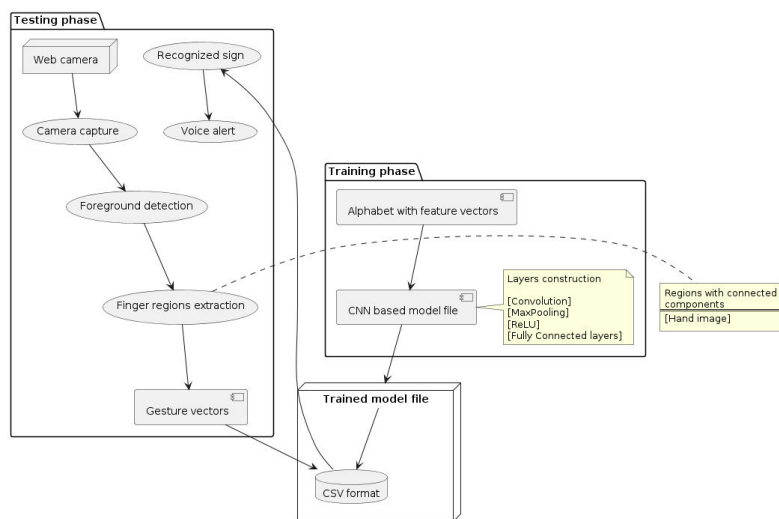 Testing phase
Web camera
Recognized sign
Camera capture
Voice alert
Foreground detection
Finger regions extraction
Gesture vectors
Training phase
Alphabet with feature vectors
CNN based model file
Layers construction
[Convolution]
[MaxPooling]
[ReLU]
[Fully Connected layers]
Regions with connected
components
[Hand image]
Trained model file
CSV format